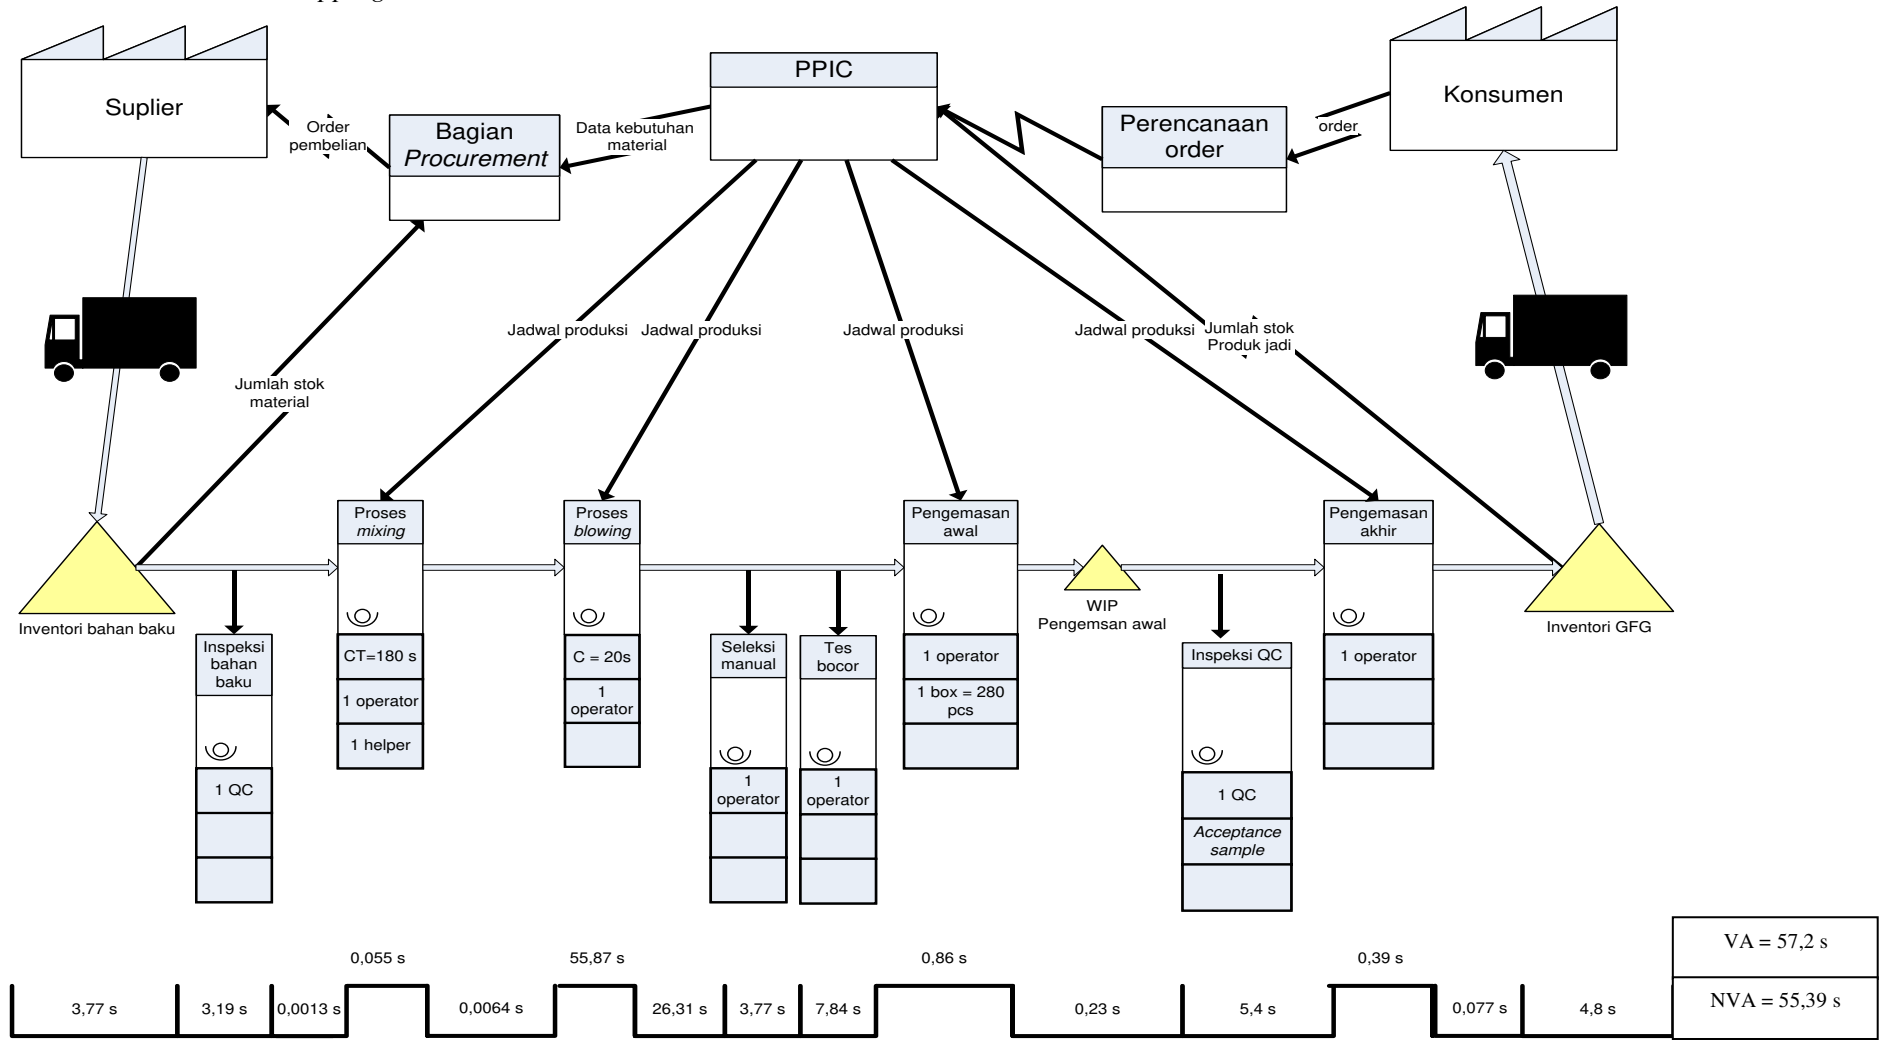 Suplier
Order
pembelian
Bagian
Procurement
Data kebutuhan
material
PPIC
Perencanaan
order
order
Konsumen
Jumlah stok
material
Jadwal produksi
Jadwal produksi
Jadwal produksi
Jadwal produksi
Jumlah stok
Produk jadi
Inventori bahan baku
Inspeksi
bahan
baku
1 QC
Proses
mixing
CT=180 s
1 operator
1 helper
Proses
blowing
C = 20s
1
operator
Seleksi
manual
1
operator
Tes
bocor
1
operator
Pengemasan
awal
1 operator
1 box = 280
pcs
WIP
Pengemsan awal
Inspeksi QC
1 QC
Acceptance
sample
Pengemasan
akhir
1 operator
Inventori GFG
0,055 s
55,87 s
0,86 s
0,39 s
3,77 s
3,19 s
0,0013 s
0,0064 s
26,31 s
3,77 s
7,84 s
0,23 s
5,4 s
0,077 s
4,8 s
VA = 57,2 s
NVA = 55,39 s